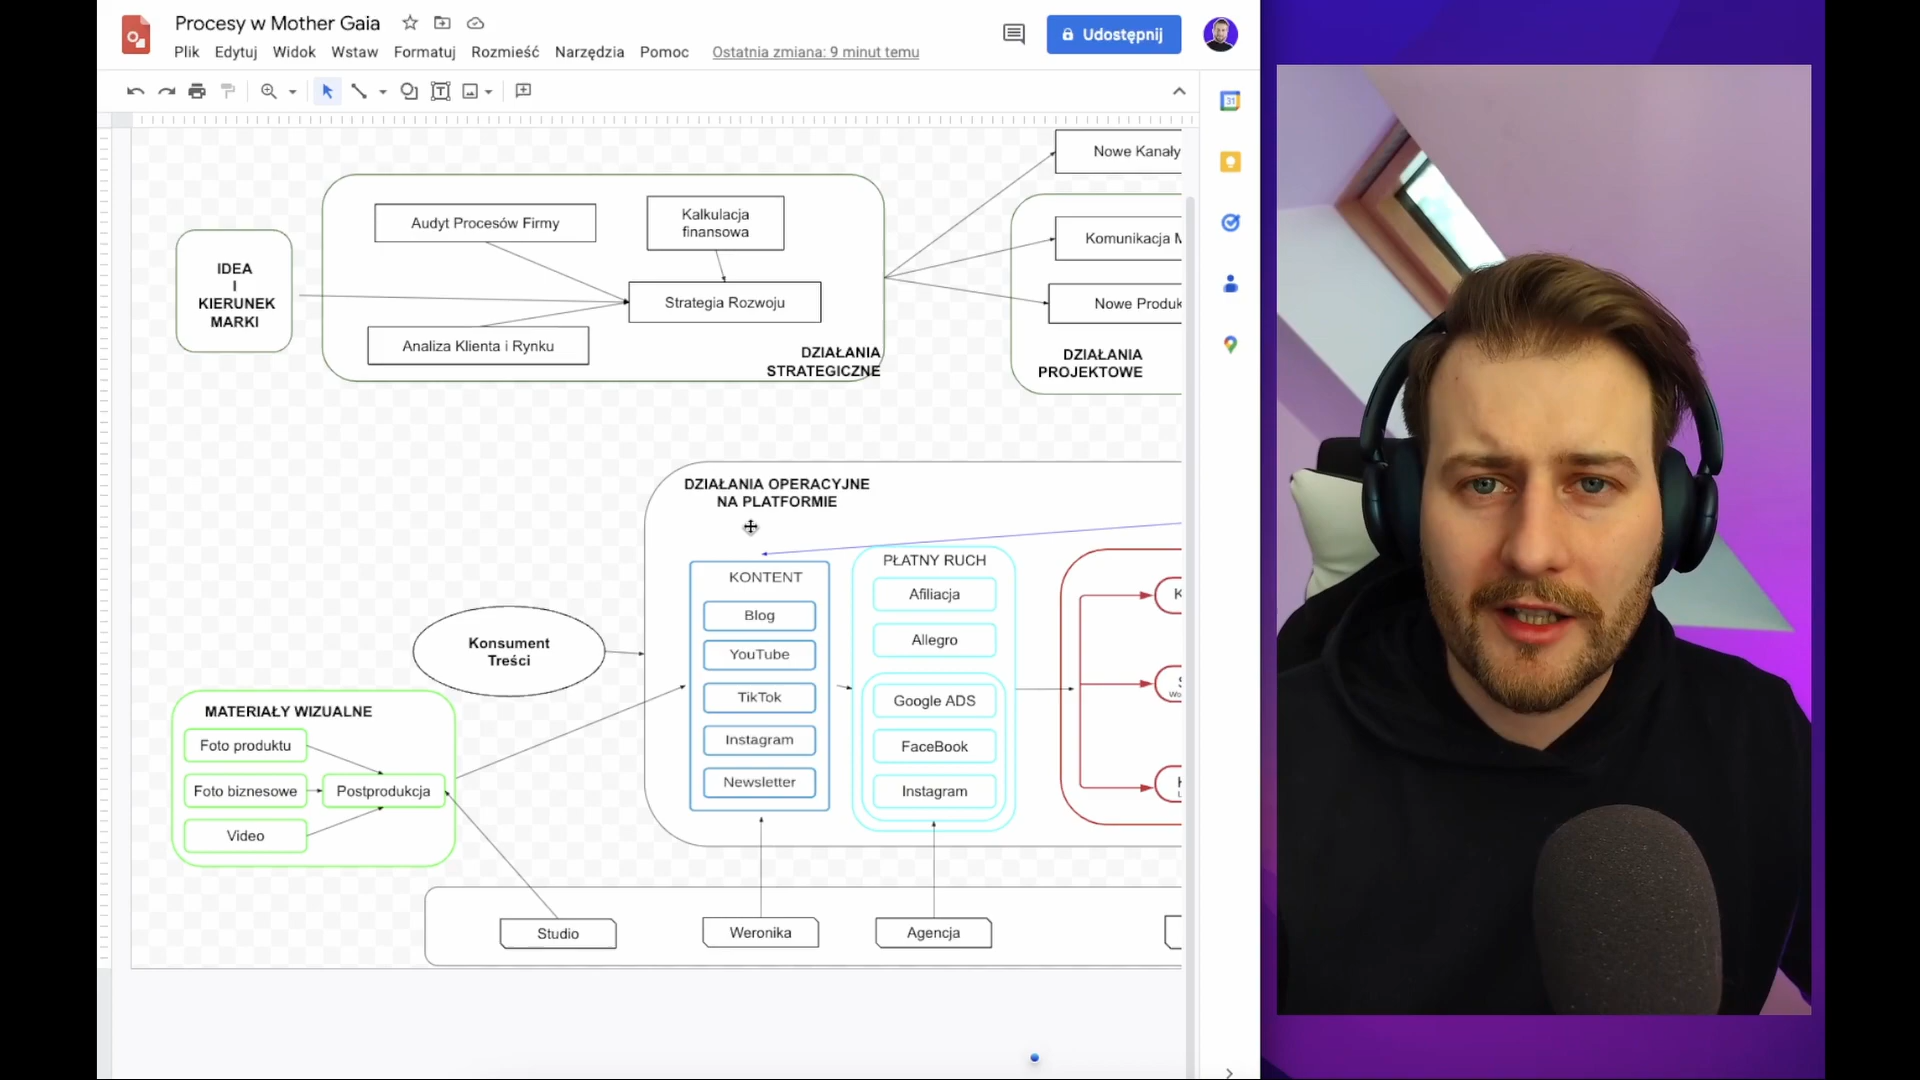 Procesy w Mother Gaia
Plik Edytuj Widok Wstaw Formatuj Rozmieść Narzędzia Pomoc Ostatnia zmiana: 9 minut temu
Udostępnij
31
Nowe Kanały
Audyt Procesów Firmy
Kalkulacja
finansowa
IDEA
I
KIERUNEK
MARKI
Komunikacja M
Strategia Rozwoju
Nowe Produk
Analiza Klienta i Rynku
DZIAŁANIA
STRATEGICZNE
DZIAŁANIA
PROJEKTOWE
DZIAŁANIA OPERACYJNE
NA PLATFORMIE
KONTENT
Blog
YouTube
TikTok
Instagram
Newsletter
PŁATNY RUCH
Afiliacja
Allegro
Google ADS
FaceBook
Instagram
Konsument
Treści
MATERIAŁY WIZUALNE
Foto produktu
Foto biznesowe
Postprodukcja
Video
Studio
Weronika
Agencja